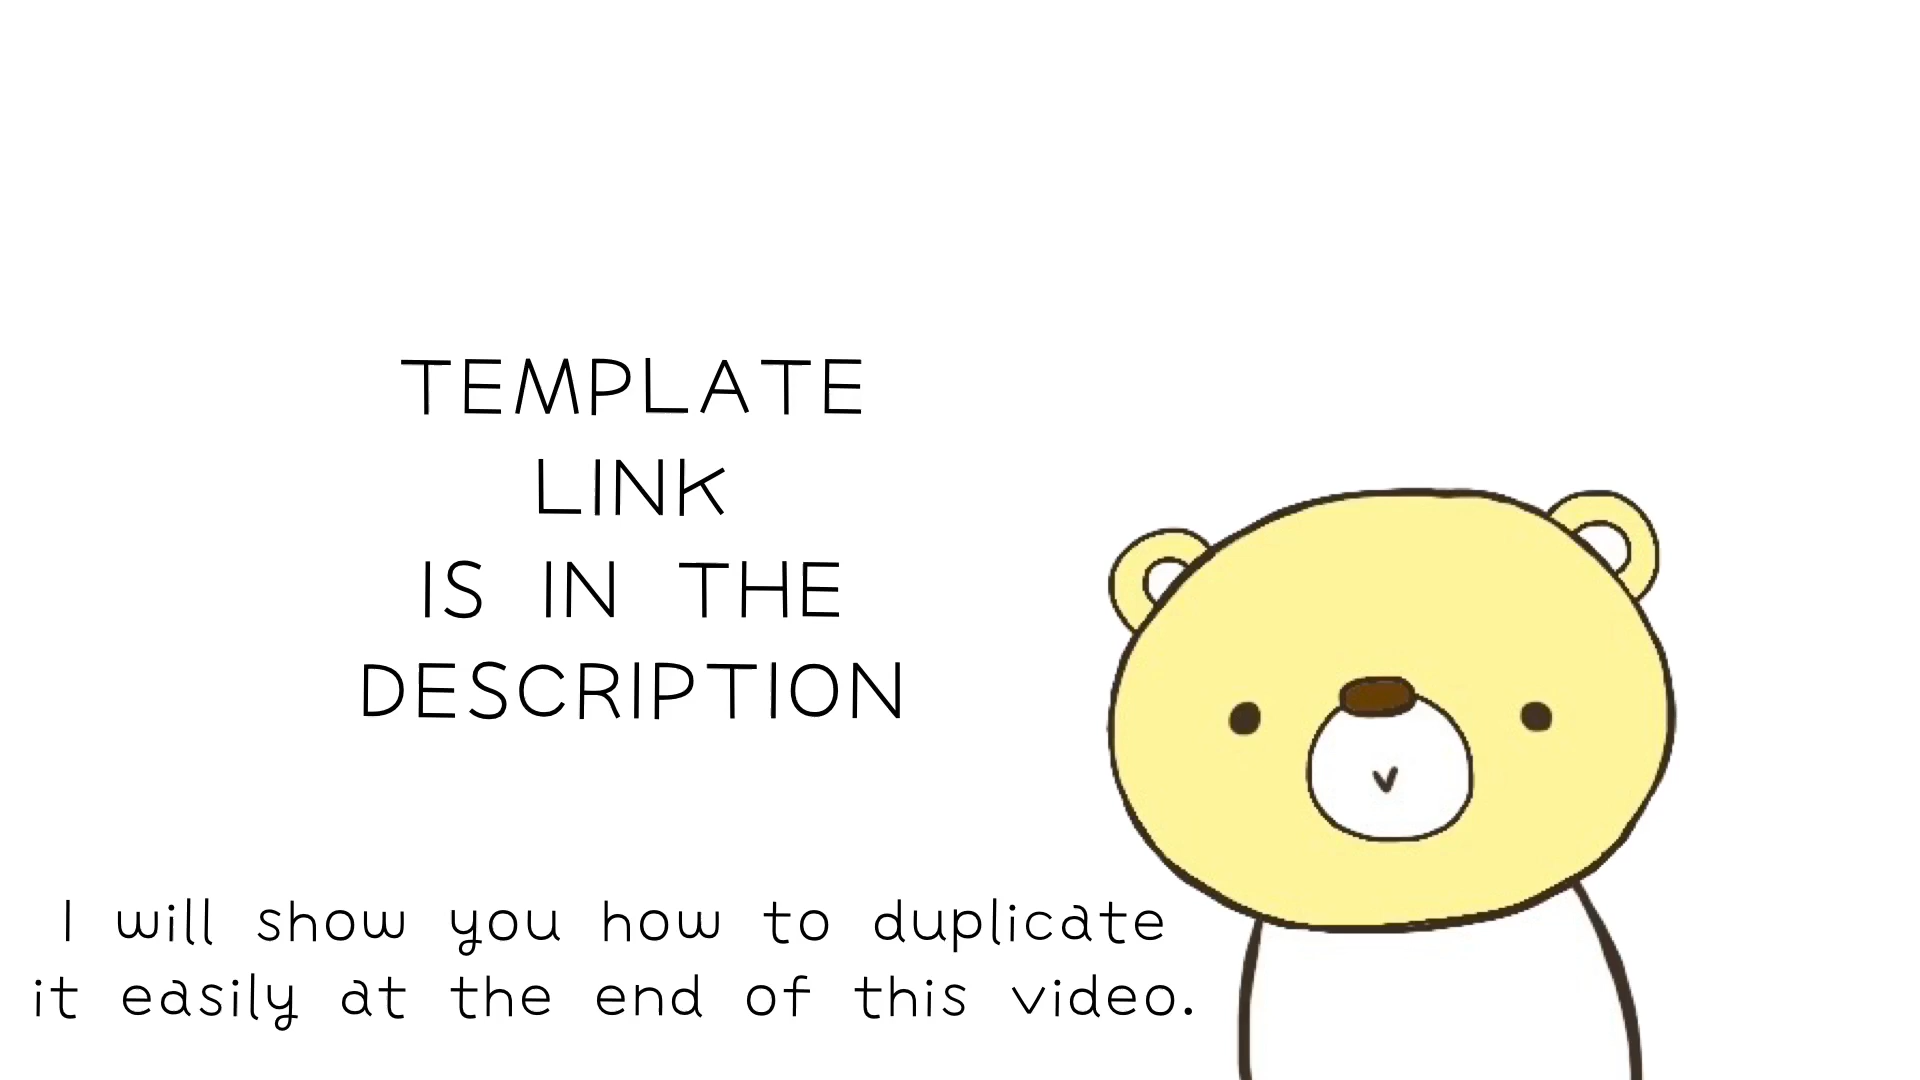 TEMPLATE
LINK
IS IN THE
DESCRIPTION
I will show you how to duplicate
it easily at the end of this video.